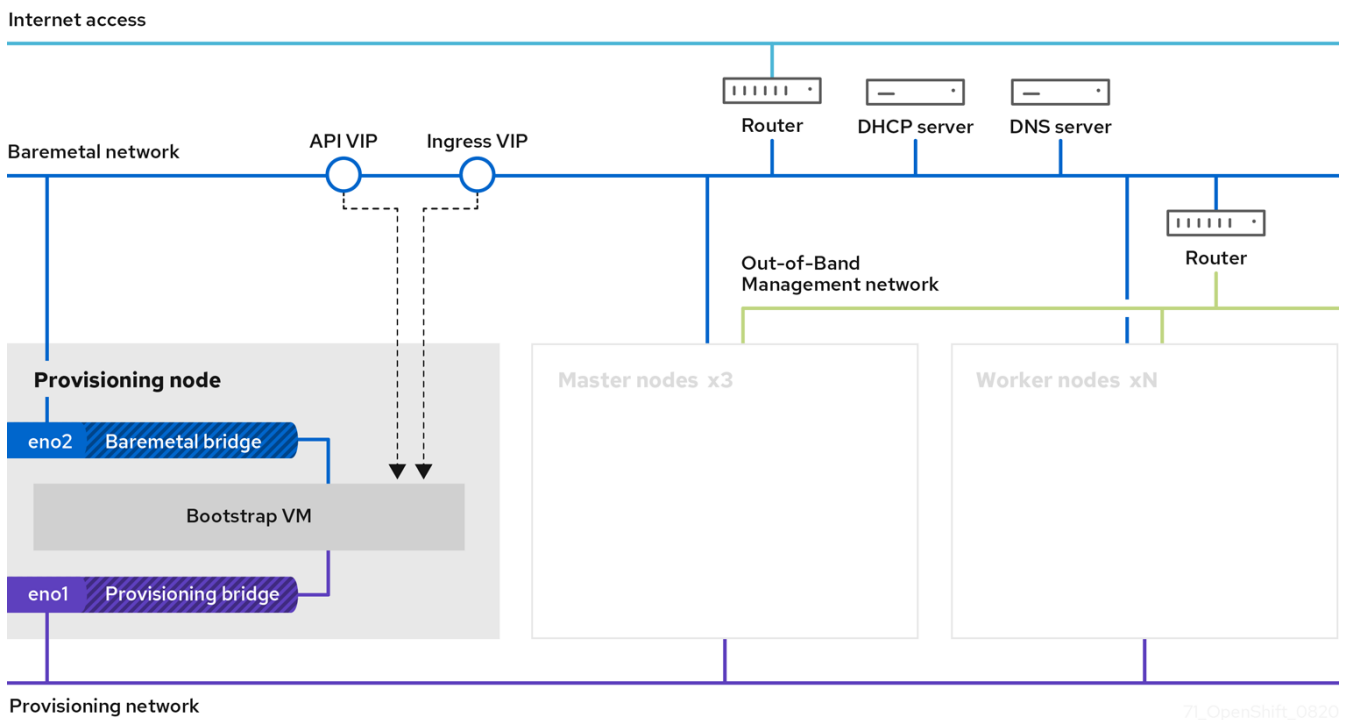 Internet access
Router
DHCP server
DNS server
Baremetal network
API VIP
Ingress VIP
Router
Out-of-Band
Management network
Provisioning node
Master nodes x3
Worker nodes xN
eno2
Baremetal bridge
Bootstrap VM
eno1
Provisioning bridge
Provisioning network
71_OpenShift_0820